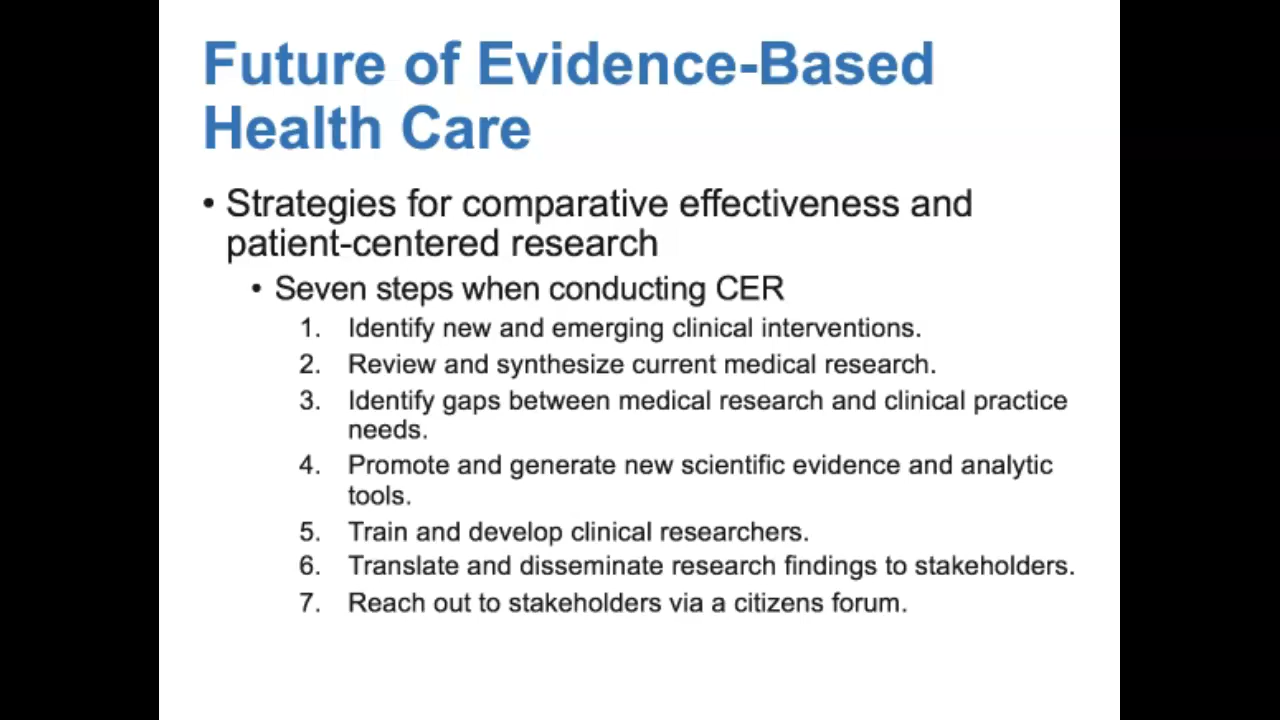 Future of Evidence-Based
Health Care
• Strategies for comparative effectiveness and
patient-centered research
• Seven steps when conducting CER
1. Identify new and emerging clinical interventions.
2. Review and synthesize current medical research.
3. Identify gaps between medical research and clinical practice
needs.
4. Promote and generate new scientific evidence and analytic
tools.
5. Train and develop clinical researchers.
6. Translate and disseminate research findings to stakeholders.
7. Reach out to stakeholders via a citizens forum.